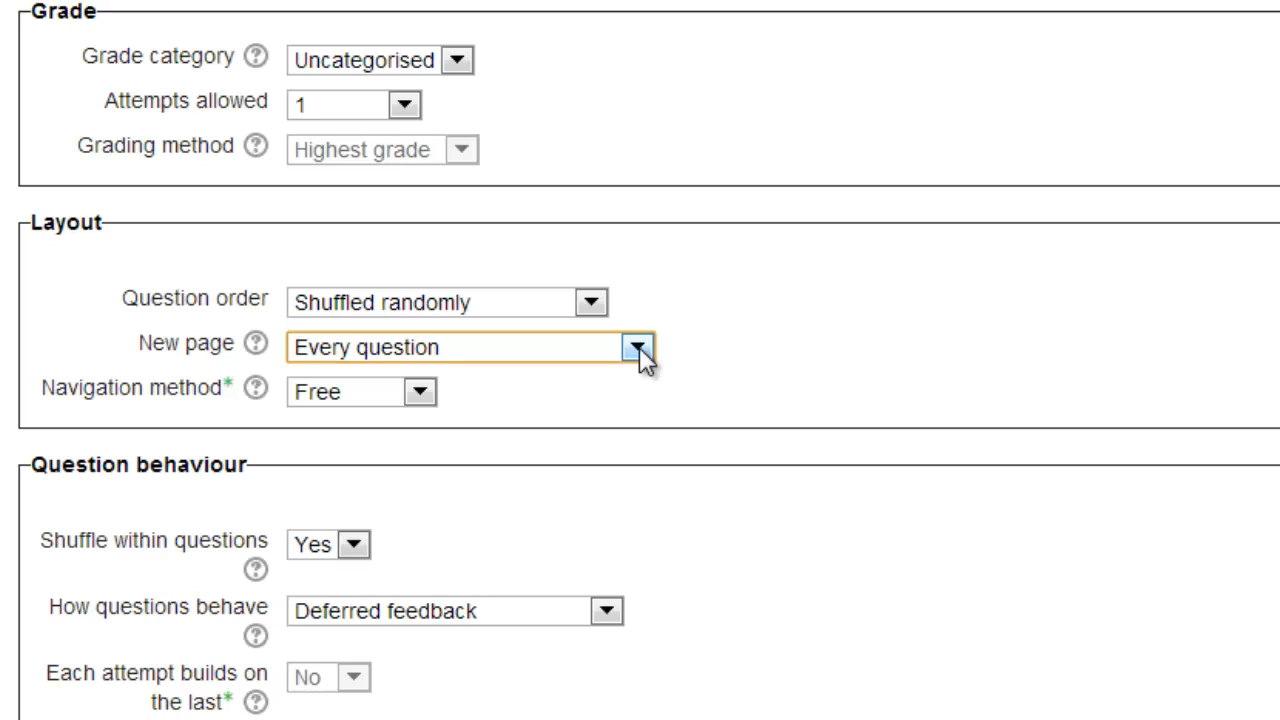 Grade
Grade category ? Uncategorised
Attempts allowed 1
Grading method ? Highest grade
Layout
Question order Shuffled randomly
New page ? Every question
Navigation method* ? Free
Question behaviour
Shuffle within questions Yes
?
How questions behave Deferred feedback
?
Each attempt builds on No
the last* ?